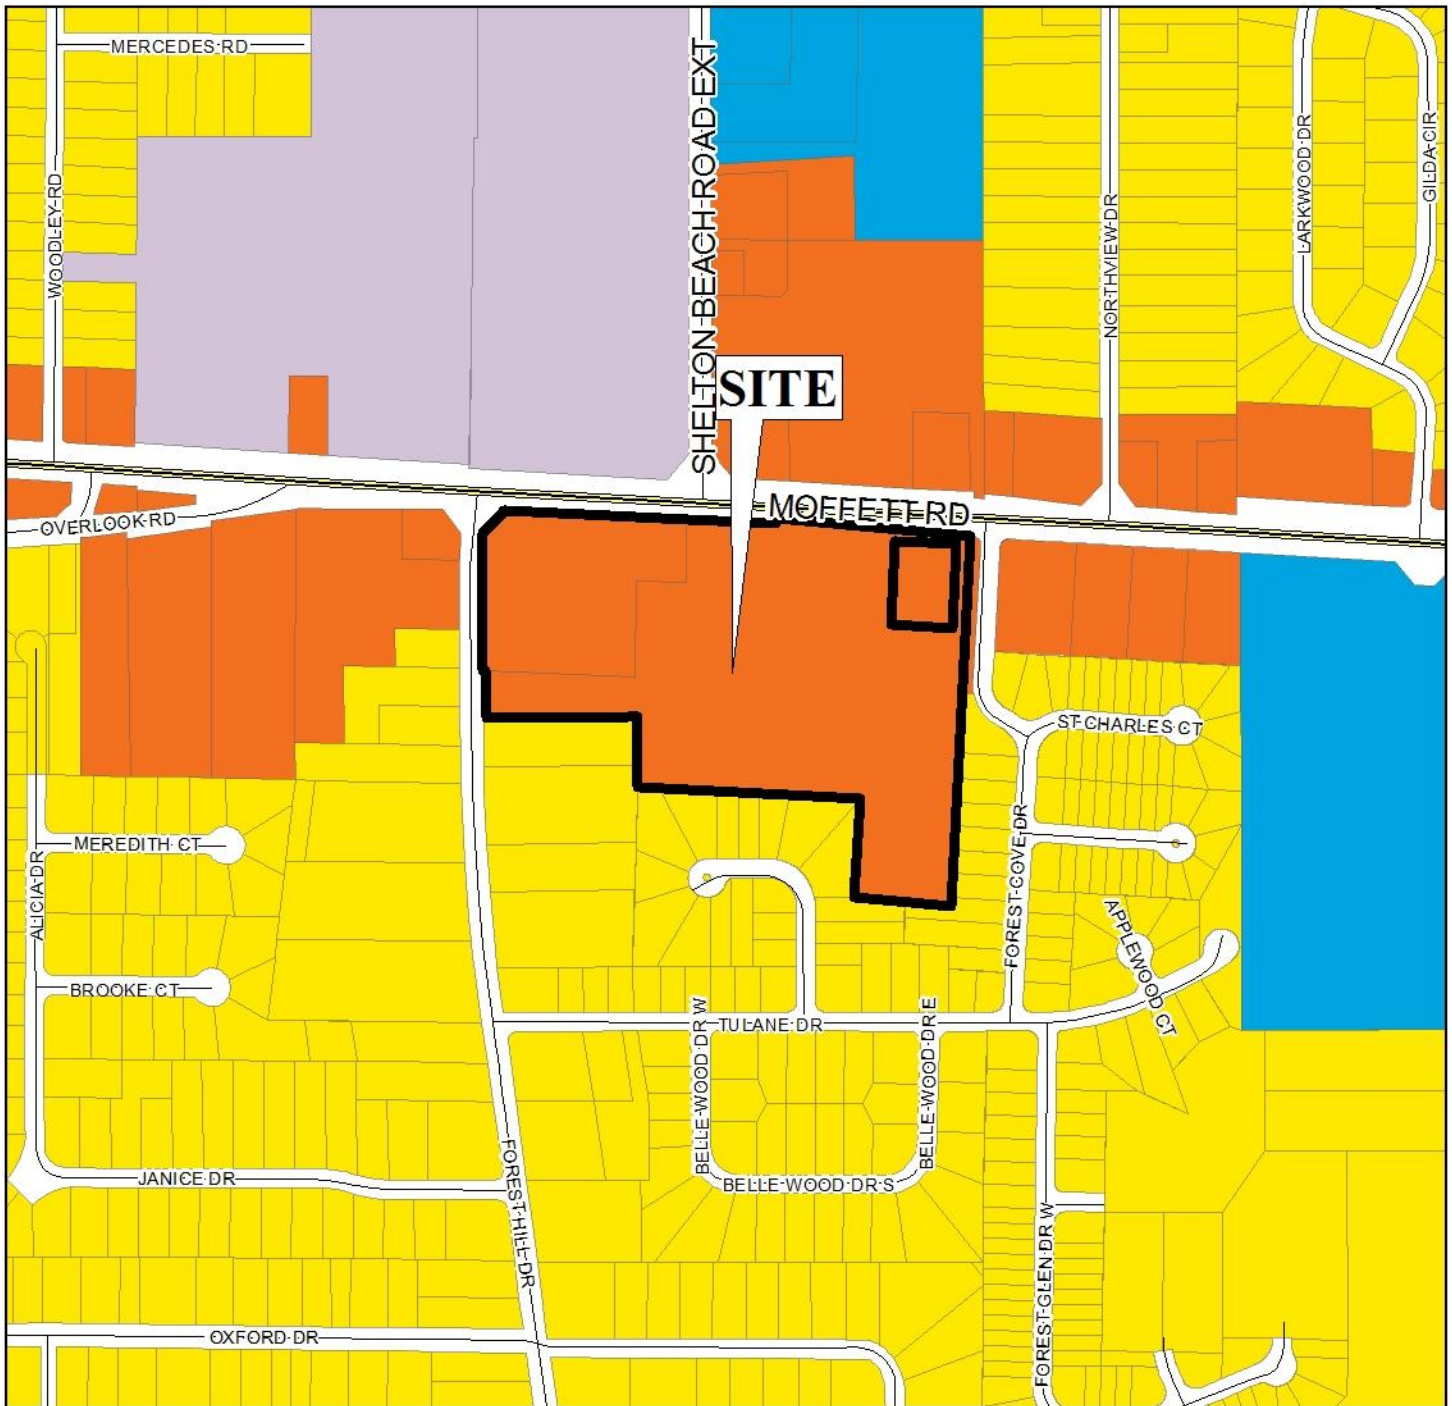 MERCEDES RD
SHELTON BEACH ROAD EXT
WOODLEY RD
NORTHVIEW DR
LARKWOOD DR
GILDA CIR
SITE
MOFFETT RD
OVERLOOK RD
ST CHARLES CT
MEREDITH CT
ALICIA DR
FOREST COVE DR
APPLEWOOD CT
BROOKE CT
TULANE DR
BELLE WOOD DR W
BELLE WOOD DR E
JANICE DR
BELLE WOOD DR S
FOREST HILL DR
FOREST GLEN DR W
OXFORD DR